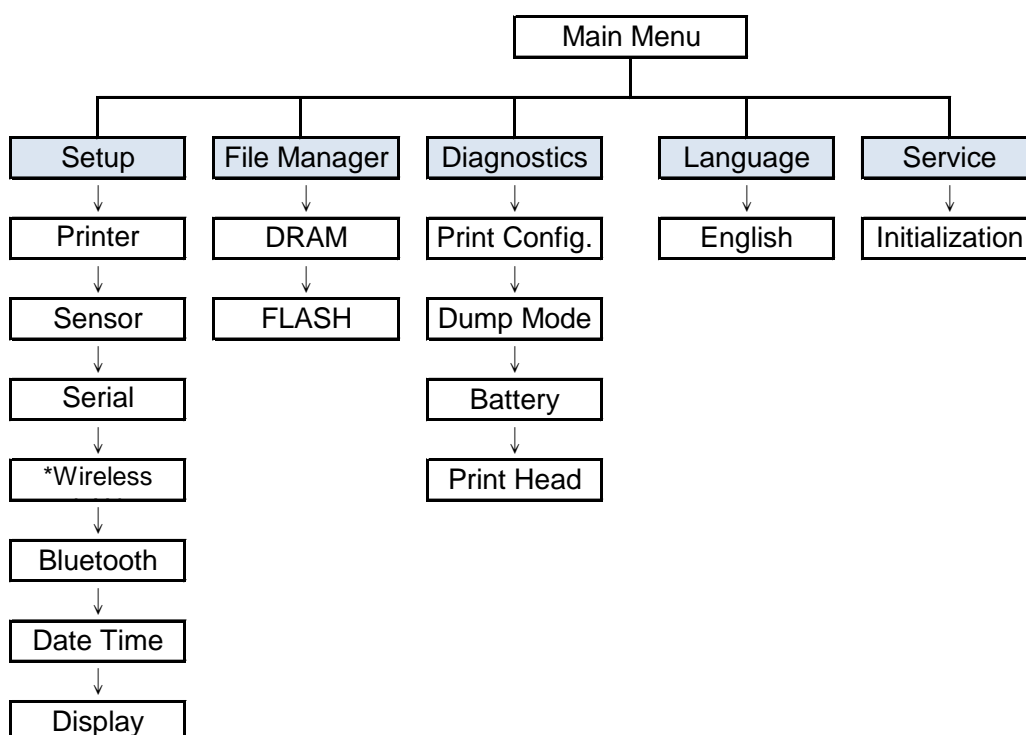 Main Menu
Setup
File Manager
Diagnostics
Language
Service
Printer
DRAM
Print Config.
English
Initialization
Sensor
FLASH
Dump Mode
Serial
Battery
*Wireless
Print Head
Bluetooth
Date Time
Display